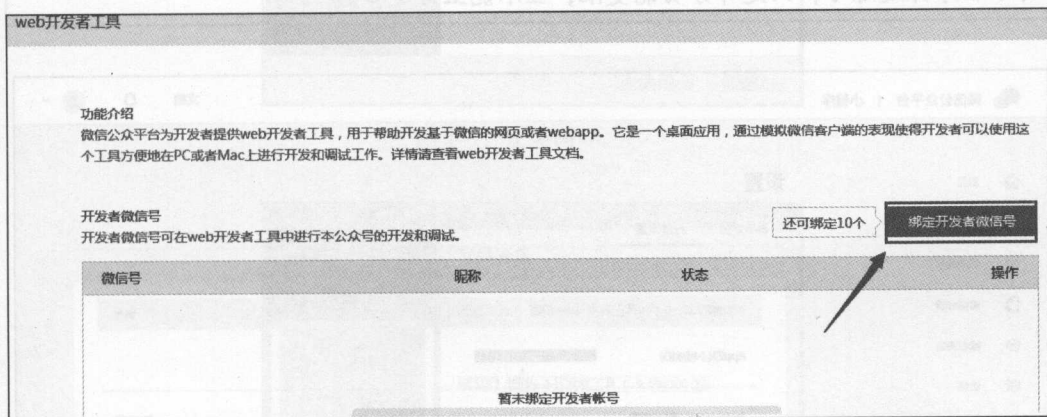 web开发者工具
功能介绍
微信公众平台为开发者提供web开发者工具，用于帮助开发基于微信的网页或者webapp。它是一个桌面应用，通过模拟微信客户端的表现使得开发者可以使用这
个工具方便地在PC或者Mac上进行开发和调试工作。详情请查看web开发者工具文档。
开发者微信号
还可绑定10个 绑定开发者微信号
开发者微信号可在web开发者工具中进行本公众号的开发和调试。
微信号 昵称 状态 操作
暂未绑定开发者帐号